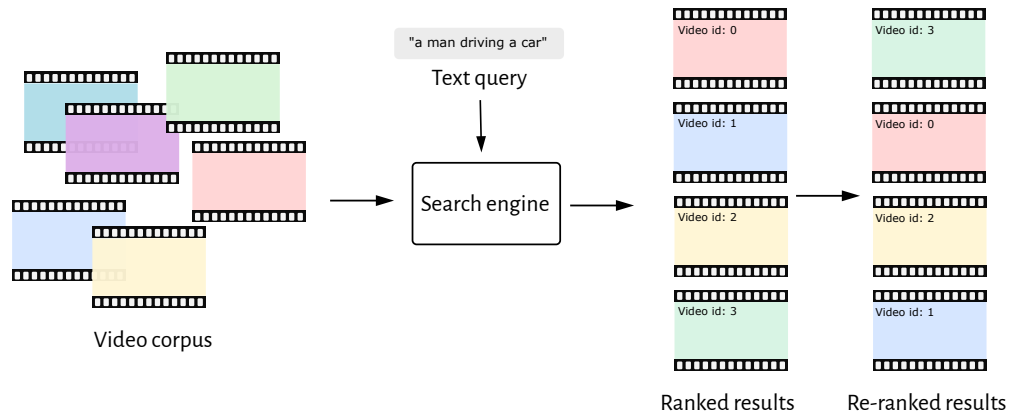 "a man driving a car"
Text query
Search engine
Video corpus
Video id: 0
Video id: 1
Video id: 2
Video id: 3
Ranked results
Video id: 3
Video id: 0
Video id: 2
Video id: 1
Re-ranked results